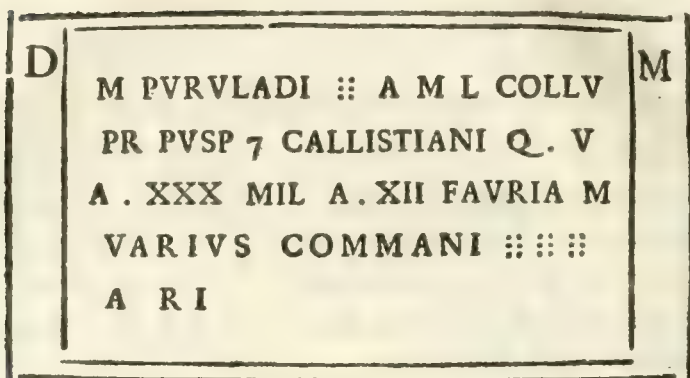 D M
M PVRVLADI ⁝⁝ A M L COLLV
PR PVSP 7 CALLISTIANI Q. V
A . XXX MIL A . XII FAVRIA M
VARIVS COMMANI ⁝⁝ ⁝⁝ ⁝⁝
A R I